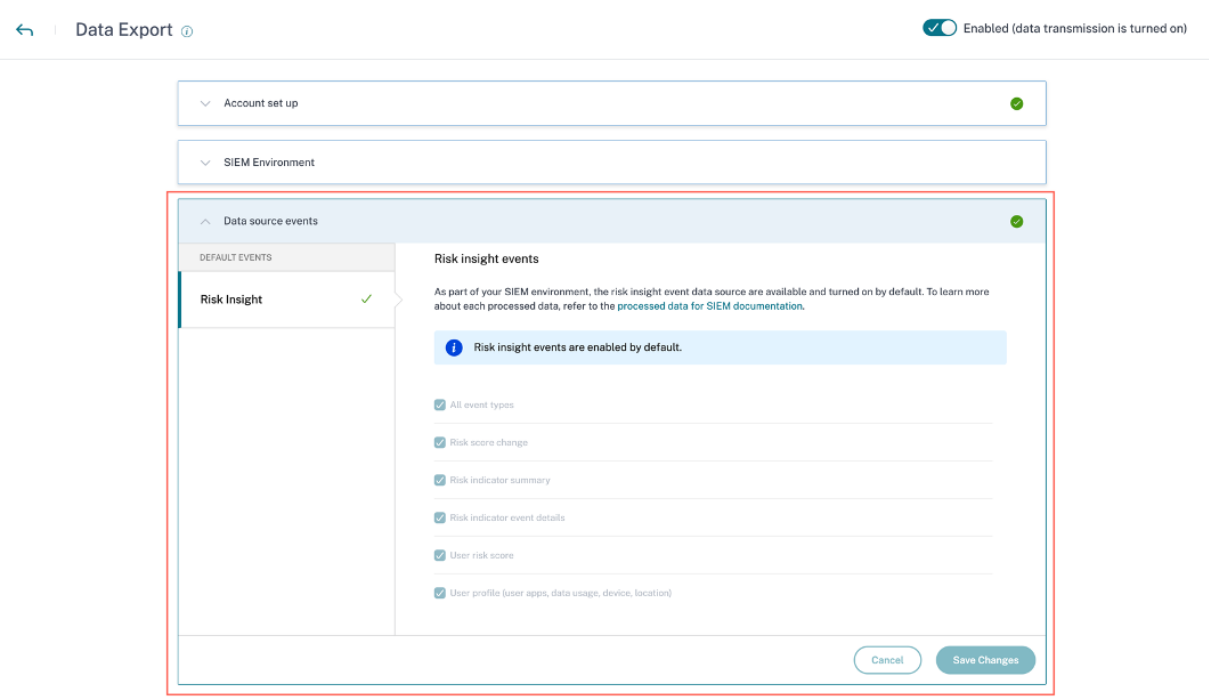 Data Export
Enabled (data transmission is turned on)
Account set up
SIEM Environment
Data source events
DEFAULT EVENTS
Risk Insight
Risk insight events
As part of your SIEM environment, the risk insight event data source are available and turned on by default. To learn more
about each processed data, refer to the processed data for SIEM documentation.
Risk insight events are enabled by default.
All event types
Risk score change
Risk indicator summary
Risk indicator event details
User risk score
User profile (user apps, data usage, device, location)
Cancel
Save Changes